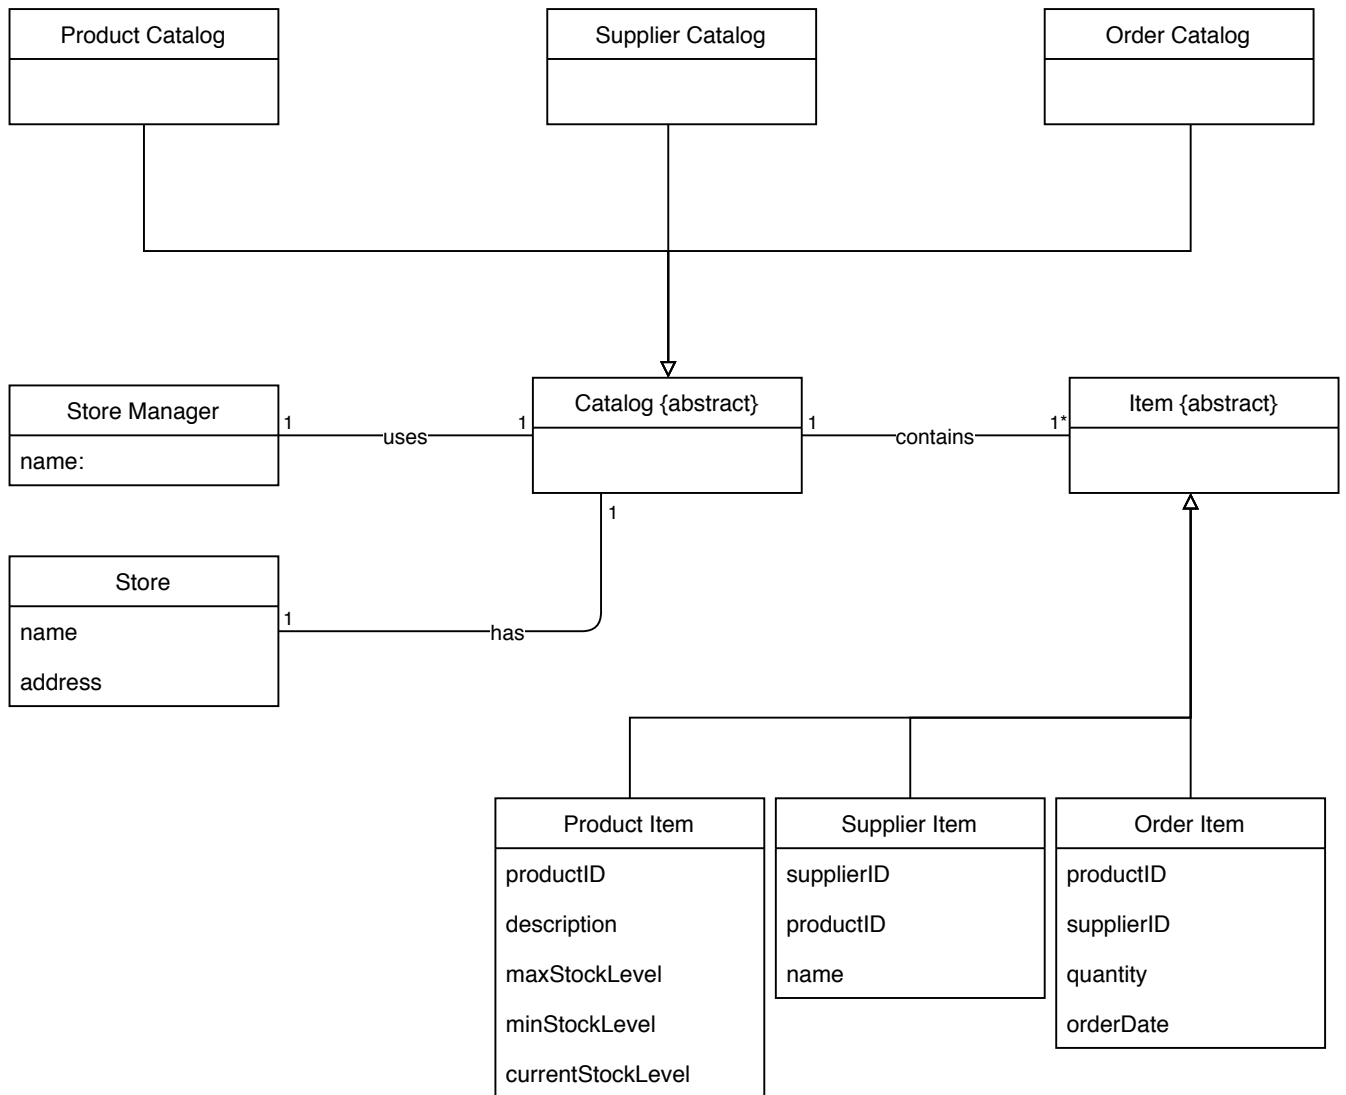 Product Catalog
Supplier Catalog
Order Catalog
Store Manager
name:
1
uses
1
Catalog {abstract}
1
contains
1*
Item {abstract}
1
Store
name
address
1
has
Product Item
productID
description
maxStockLevel
minStockLevel
currentStockLevel
Supplier Item
supplierID
productID
name
Order Item
productID
supplierID
quantity
orderDate